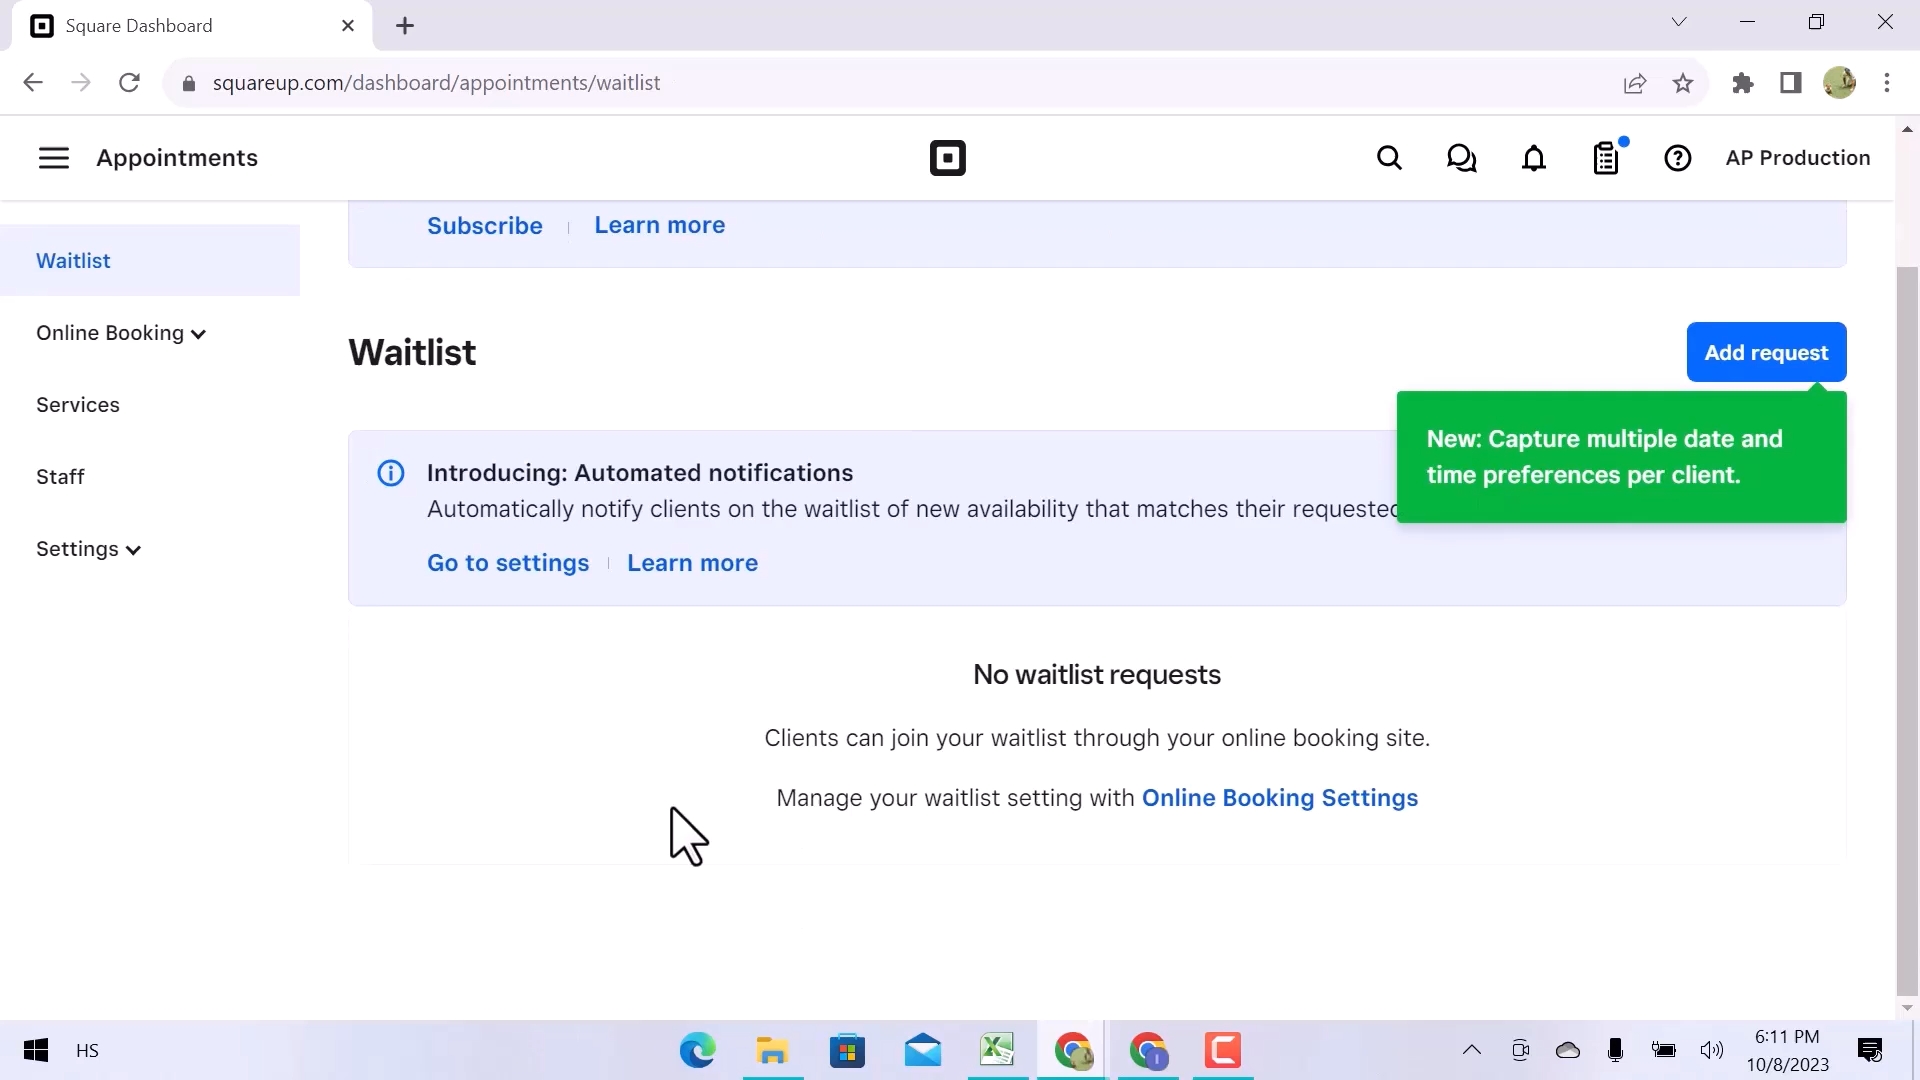 Square Dashboard
squareup.com/dashboard/appointments/waitlist
Appointments
AP Production
Subscribe
Learn more
Waitlist
Online Booking
Services
Staff
Settings
Waitlist
Add request
New: Capture multiple date and
time preferences per client.
Introducing: Automated notifications
Automatically notify clients on the waitlist of new availability that matches their requested
Go to settings
Learn more
No waitlist requests
Clients can join your waitlist through your online booking site.
Manage your waitlist setting with Online Booking Settings
HS
6:11 PM
10/8/2023